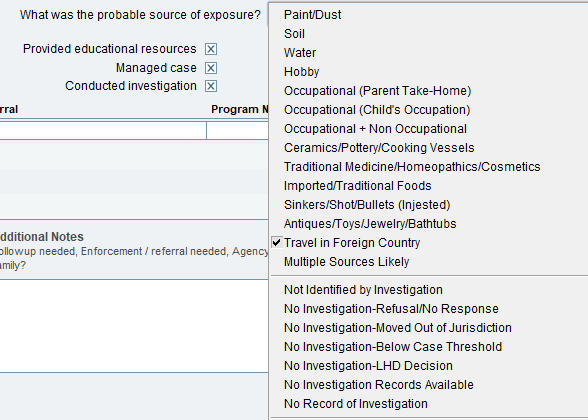 What was the probable source of exposure?
Provided educational resources
Managed case
Conducted investigation
rral Program N
dditional Notes
ollowup needed, Enforcement / referral needed, Agency
amily?
Paint/Dust
Soil
Water
Hobby
Occupational (Parent Take-Home)
Occupational (Child's Occupation)
Occupational + Non Occupational
Ceramics/Pottery/Cooking Vessels
Traditional Medicine/Homeopathics/Cosmetics
Imported/Traditional Foods
Sinkers/Shot/Bullets (Injested)
Antiques/Toys/Jewelry/Bathtubs
Travel in Foreign Country
Multiple Sources Likely
Not Identified by Investigation
No Investigation-Refusal/No Response
No Investigation-Moved Out of Jurisdiction
No Investigation-Below Case Threshold
No Investigation-LHD Decision
No Investigation Records Available
No Record of Investigation